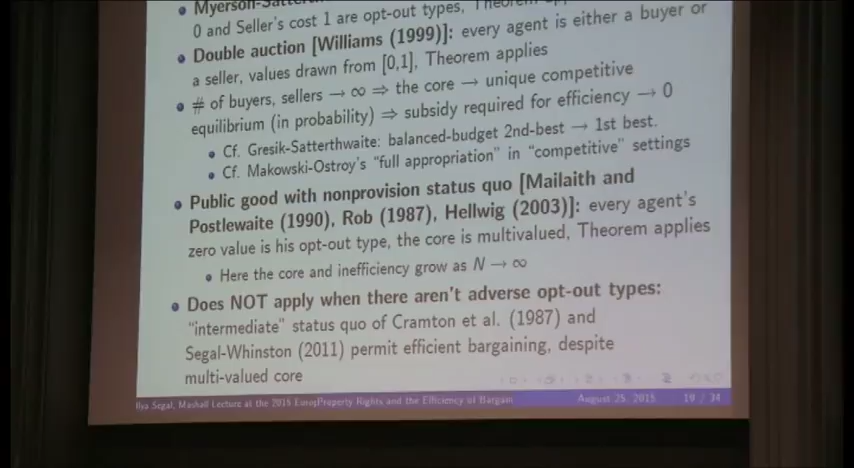 • Myerson-Satterth
0 and Seller's cost 1 are opt-out types, Theorem
• Double auction [Williams (1999)]: every agent is either a buyer or
a seller, values drawn from [0,1], Theorem applies
• # of buyers, sellers → ∞ ⇒ the core → unique competitive
equilibrium (in probability) ⇒ subsidy required for efficiency → 0
• Cf. Gresik-Satterthwaite: balanced-budget 2nd-best → 1st best.
• Cf. Makowski-Ostroy's "full appropriation" in "competitive" settings
• Public good with nonprovision status quo [Mailaith and
Postlewaite (1990), Rob (1987), Hellwig (2003)]: every agent's
zero value is his opt-out type, the core is multivalued, Theorem applies
• Here the core and inefficiency grow as N → ∞
• Does NOT apply when there aren't adverse opt-out types:
"intermediate" status quo of Cramton et al. (1987) and
Segal-Whinston (2011) permit efficient bargaining, despite
multi-valued core
Ilya Segal, Mashall Lecture at the 2015 Europ Property Rights and the Efficiency of Bargain August 25, 2015 19 / 34